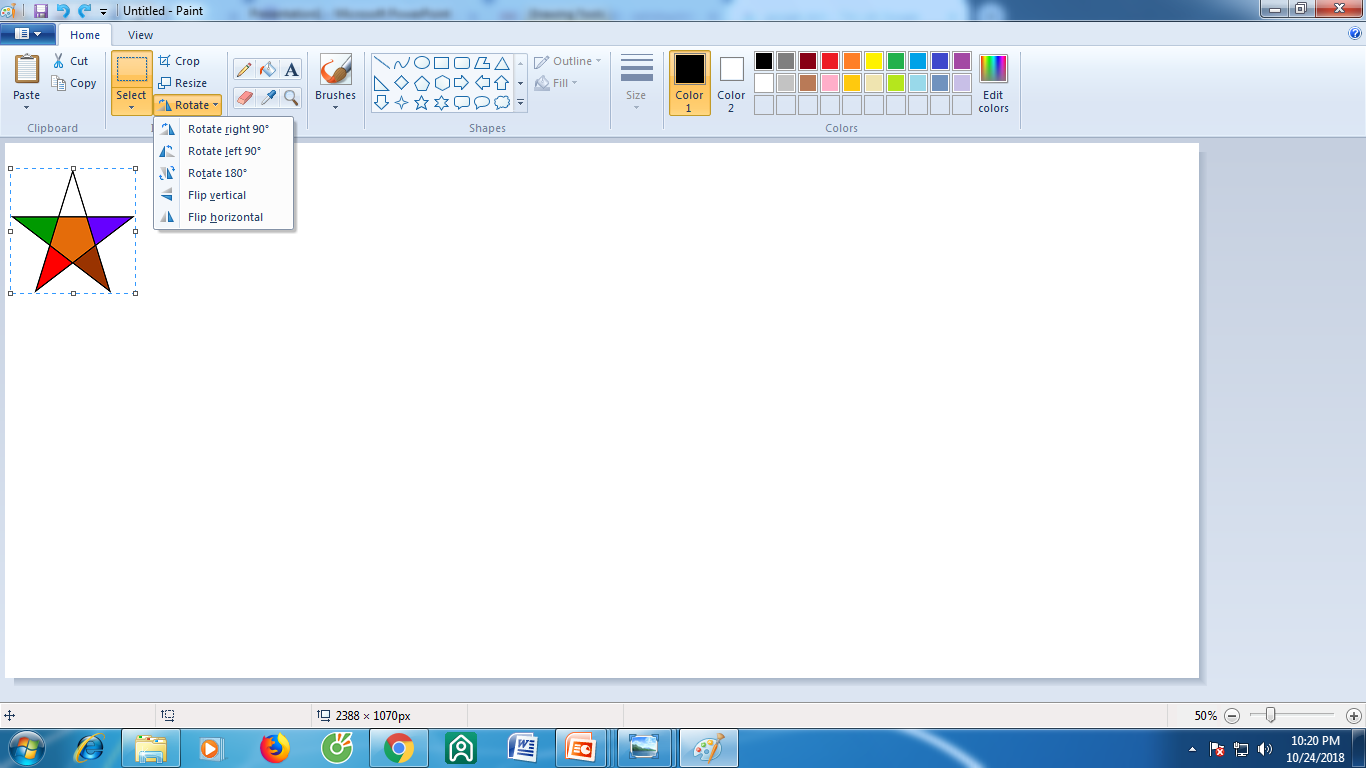 Untitled - Paint
Home View
Paste
Cut
Copy
Clipboard
Select
Crop
Resize
Rotate
A
Brushes
Shapes
Outline
Fill
Size
Color 1
Color 2
Edit colors
Colors
Rotate right 90°
Rotate left 90°
Rotate 180°
Flip vertical
Flip horizontal
2388 × 1070px
50%
10:20 PM
10/24/2018